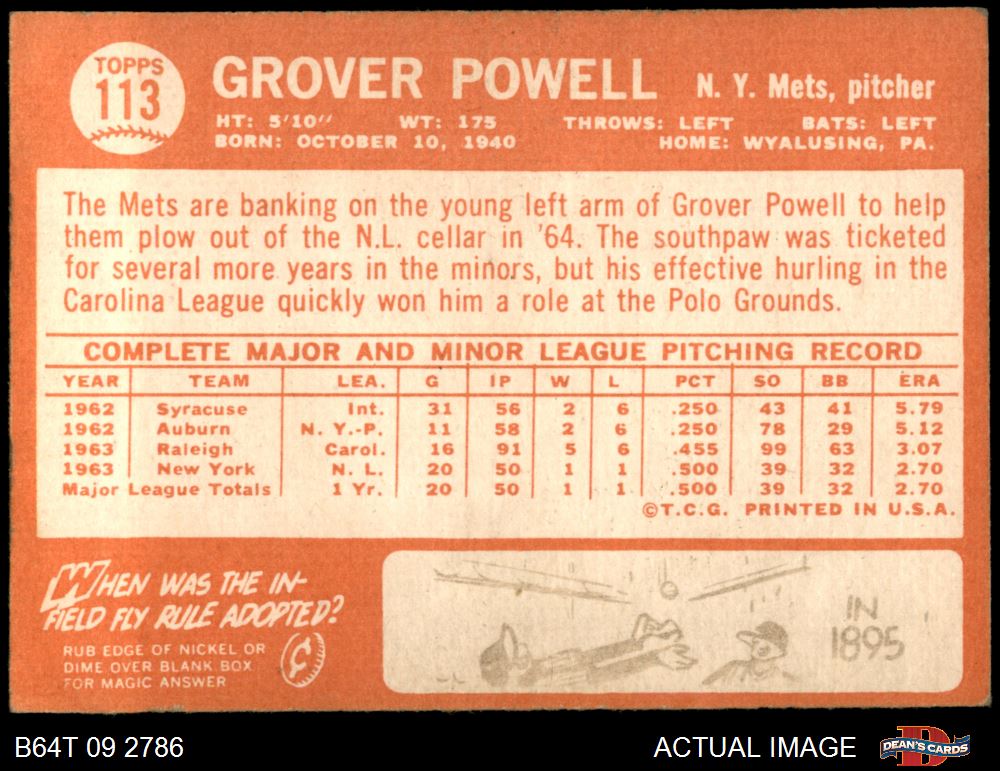 TOPPS
113
GROVER POWELL N. Y. Mets, pitcher
HT: 5'10" WT: 175 THROWS: LEFT BATS: LEFT
BORN: OCTOBER 10, 1940 HOME: WYALUSING, PA.
The Mets are banking on the young left arm of Grover Powell to help
them plow out of the N.L. cellar in '64. The southpaw was ticketed
for several more years in the minors, but his effective hurling in the
Carolina League quickly won him a role at the Polo Grounds.
COMPLETE MAJOR AND MINOR LEAGUE PITCHING RECORD
YEAR TEAM LEA. G IP W L PCT SO BB ERA
1962 Syracuse Int. 31 56 2 6 .250 43 41 5.79
1962 Auburn N. Y.-P. 11 58 2 6 .250 78 29 5.12
1963 Raleigh Carol. 16 91 5 6 .455 99 63 3.07
1963 New York N. L. 20 50 1 1 .500 39 32 2.70
Major League Totals 1 Yr. 20 50 1 1 .500 39 32 2.70
©T.C.G. PRINTED IN U.S.A.
WHEN WAS THE IN-
FIELD FLY RULE ADOPTED?
RUB EDGE OF NICKEL OR
DIME OVER BLANK BOX
FOR MAGIC ANSWER
¢
IN
1895
B64T 09 2786 ACTUAL IMAGE DEAN'S CARDS